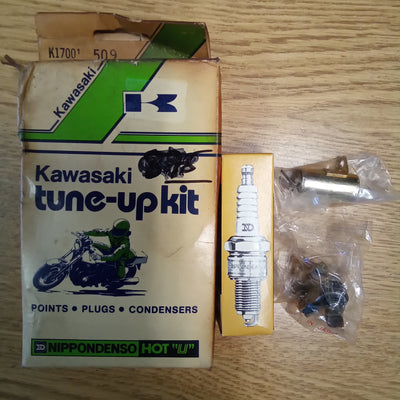 K17001 509
Kawasaki
Kawasaki
tune-up kit
POINTS • PLUGS • CONDENSERS
ND NIPPONDENSO HOT "U"
ND